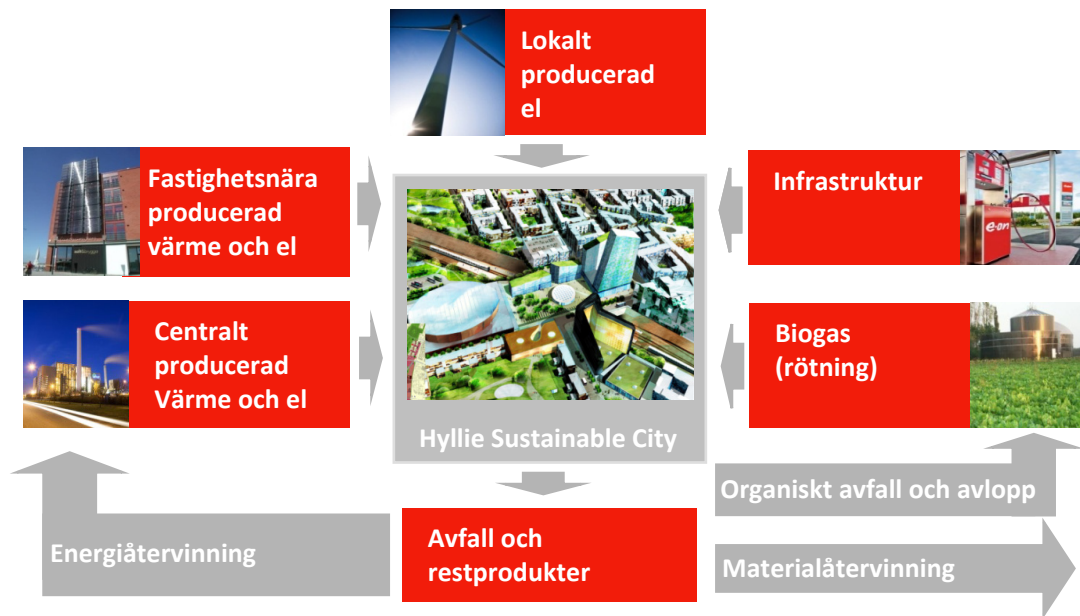 Lokalt
producerad
el
Fastighetsnära
producerad
värme och el
Infrastruktur
e·on
Centralt
producerad
Värme och el
Biogas
(rötning)
Hyllie Sustainable City
Organiskt avfall och avlopp
Energiåtervinning
Avfall och
restprodukter
Materialåtervinning